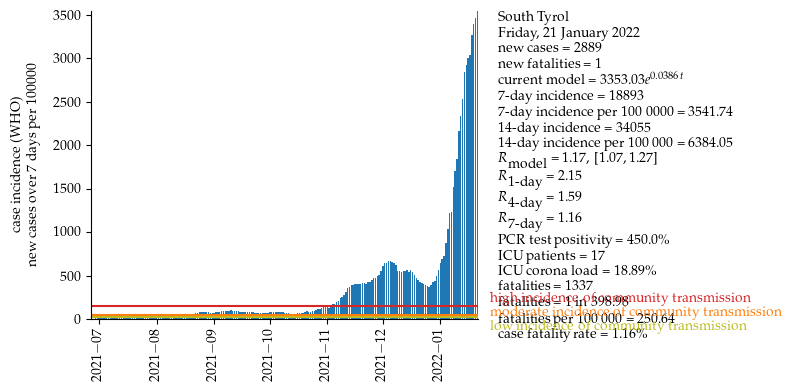 case incidence (WHO)
new cases over 7 days per 100000
3500
3000
2500
2000
1500
1000
500
0
2021−07
2021−08
2021−09
2021−10
2021−11
2021−12
2022−01
South Tyrol
Friday, 21 January 2022
new cases = 2889
new fatalities = 1
current model = 3353.03e^0.0386 t
7-day incidence = 18893
7-day incidence per 100 0000 = 3541.74
14-day incidence = 34055
14-day incidence per 100 000 = 6384.05
R_model = 1.17, [1.07, 1.27]
R_1-day = 2.15
R_4-day = 1.59
R_7-day = 1.16
PCR test positivity = 450.0%
ICU patients = 17
ICU corona load = 18.89%
fatalities = 1337
high incidence of community transmission
fatalities = 1 in 398.98
moderate incidence of community transmission
fatalities per 100 000 = 250.64
low incidence of community transmission
case fatality rate = 1.16%